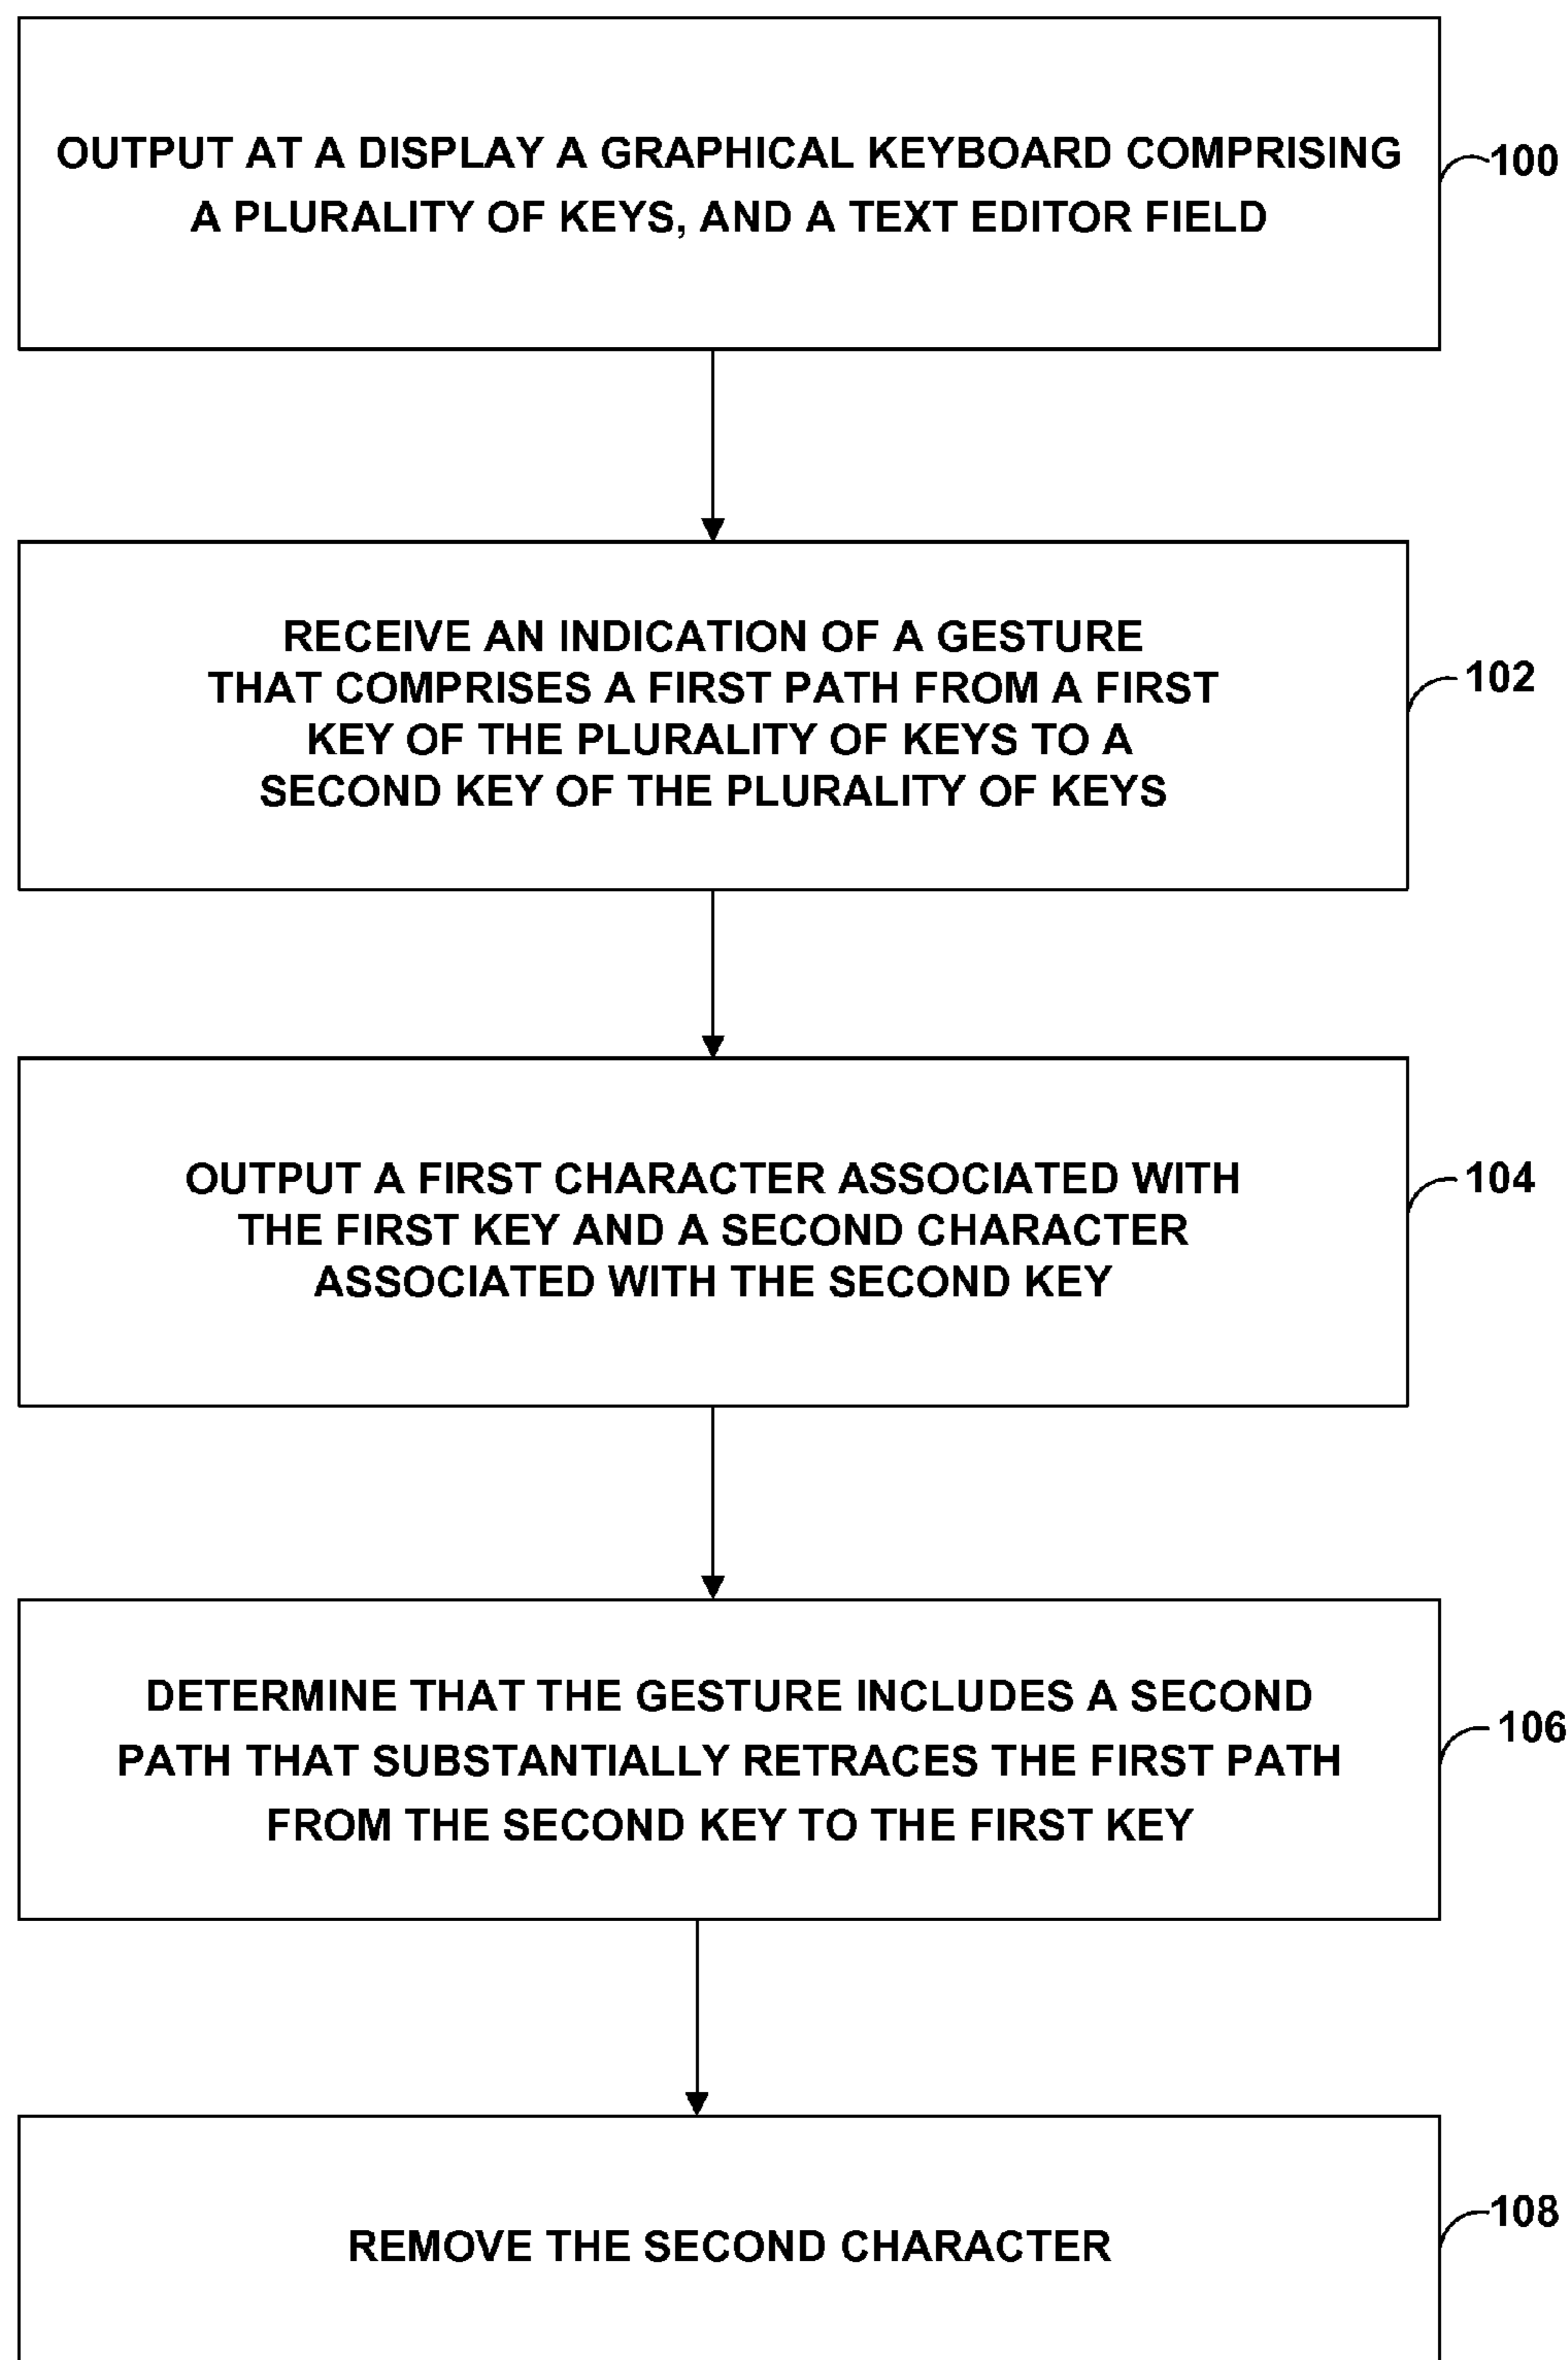 OUTPUT AT A DISPLAY A GRAPHICAL KEYBOARD COMPRISING
A PLURALITY OF KEYS, AND A TEXT EDITOR FIELD
100
RECEIVE AN INDICATION OF A GESTURE
THAT COMPRISES A FIRST PATH FROM A FIRST
KEY OF THE PLURALITY OF KEYS TO A
SECOND KEY OF THE PLURALITY OF KEYS
102
OUTPUT A FIRST CHARACTER ASSOCIATED WITH
THE FIRST KEY AND A SECOND CHARACTER
ASSOCIATED WITH THE SECOND KEY
104
DETERMINE THAT THE GESTURE INCLUDES A SECOND
PATH THAT SUBSTANTIALLY RETRACES THE FIRST PATH
FROM THE SECOND KEY TO THE FIRST KEY
106
REMOVE THE SECOND CHARACTER
108